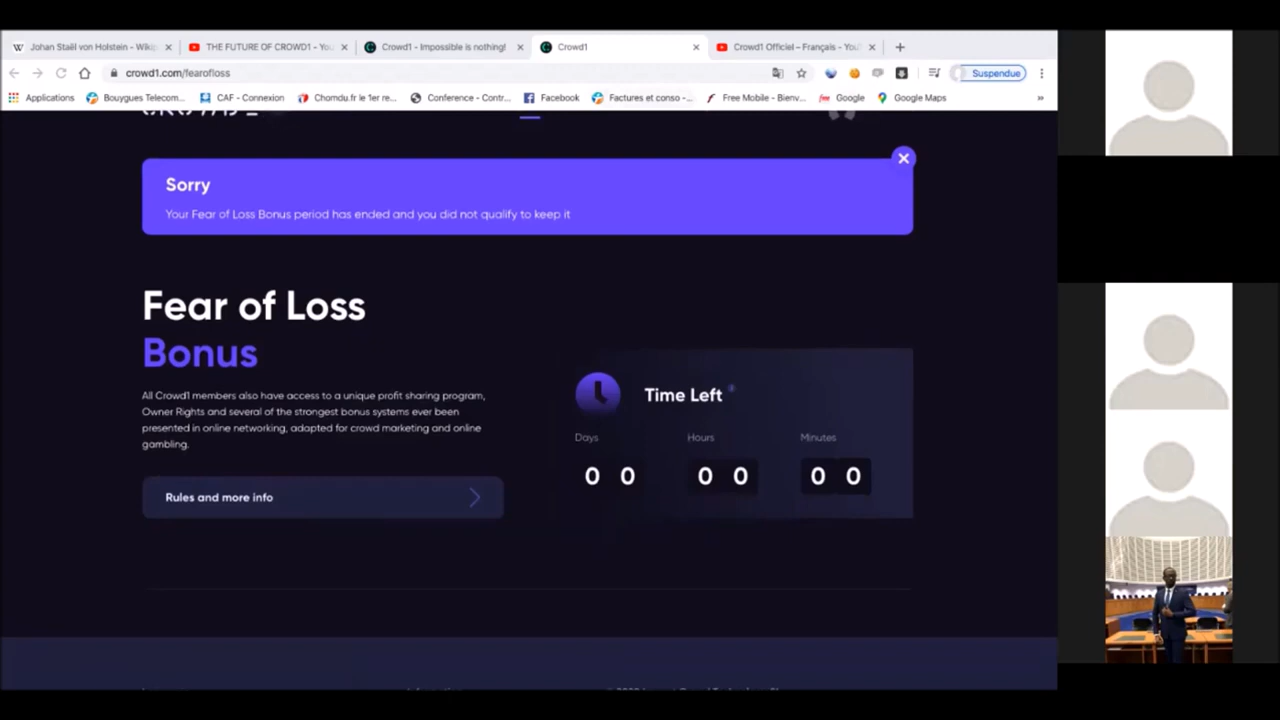 Johan Staël von Holstein - Wikip
THE FUTURE OF CROWD1 - You
Crowd1 - Impossible is nothing!
Crowd1
Crowd1 Officiel – Français - You
crowd1.com/fearofloss
Suspendue
Applications
Bouygues Telecom...
CAF - Connexion
Chomdu.fr le 1er re...
Conference - Contr...
Facebook
Factures et conso -...
Free Mobile - Bienv...
Google
Google Maps
»
Sorry
Your Fear of Loss Bonus period has ended and you did not qualify to keep it
Fear of Loss
Bonus
All Crowd1 members also have access to a unique profit sharing program,
Owner Rights and several of the strongest bonus systems ever been
presented in online networking, adapted for crowd marketing and online
gambling.
Rules and more info
Time Left
Days
Hours
Minutes
0 0
0 0
0 0